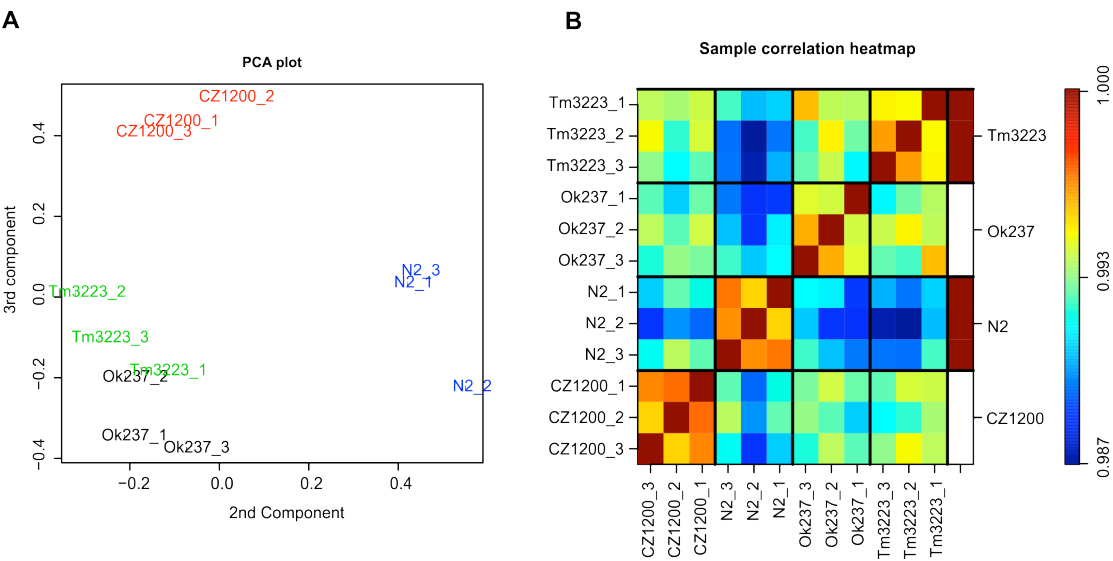 A
PCA plot
3rd component
0.4
0.2
0.0
−0.2
−0.4
CZ1200_2
CZ1200_1
CZ1200_3
N2_3
N2_1
Tm3223_2
Tm3223_3
Tm3223_1
Ok237_2
N2_2
Ok237_1
Ok237_3
−0.2
0.0
0.2
0.4
2nd Component
B
Sample correlation heatmap
Tm3223_1
Tm3223_2
Tm3223_3
Ok237_1
Ok237_2
Ok237_3
N2_1
N2_2
N2_3
CZ1200_1
CZ1200_2
CZ1200_3
Tm3223
Ok237
N2
CZ1200
CZ1200_3
CZ1200_2
CZ1200_1
N2_3
N2_2
N2_1
Ok237_3
Ok237_2
Ok237_1
Tm3223_3
Tm3223_2
Tm3223_1
1.000
0.993
0.987